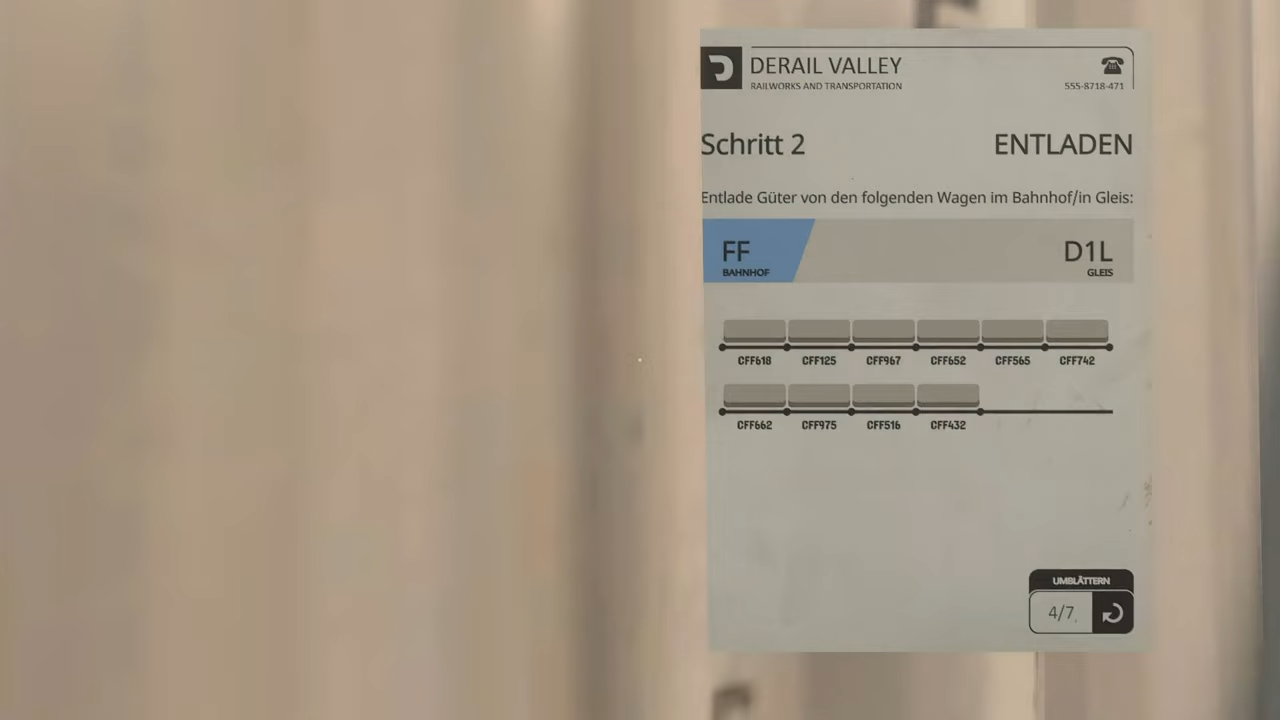 DERAIL VALLEY
RAILWORKS AND TRANSPORTATION
555-8718-471
Schritt 2
ENTLADEN
Entlade Güter von den folgenden Wagen im Bahnhof/in Gleis:
FF
BAHNHOF
D1L
GLEIS
CFF618 CFF125 CFF967 CFF652 CFF565 CFF742
CFF662 CFF975 CFF516 CFF432
UMBLÄTTERN
4/7